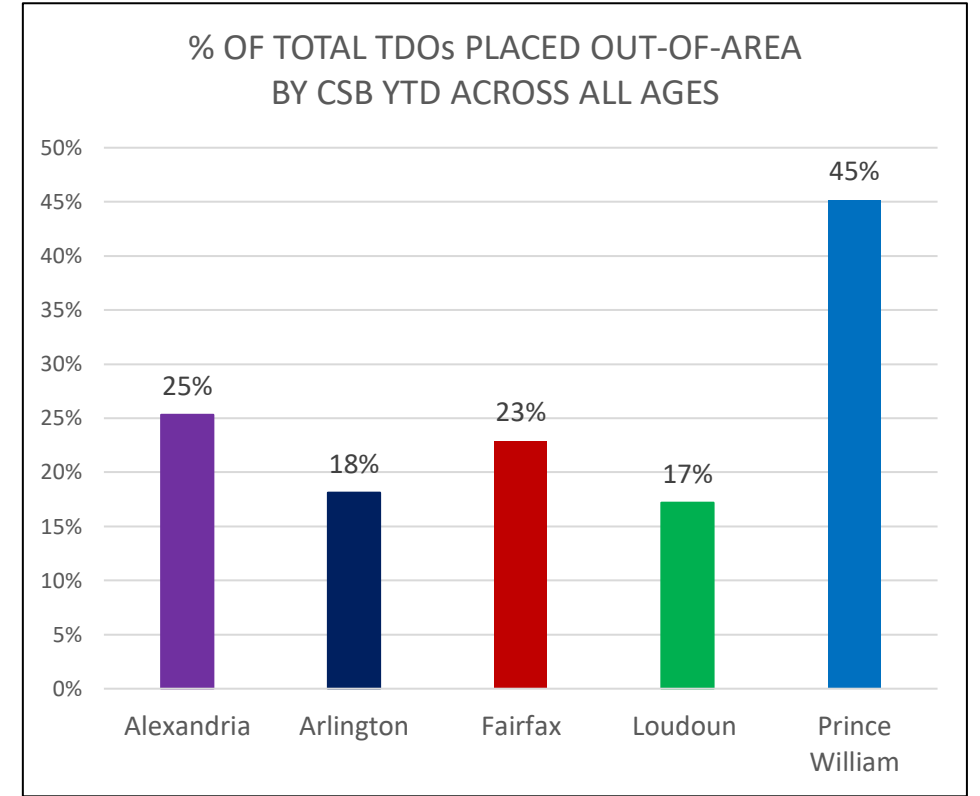 % OF TOTAL TDOs PLACED OUT-OF-AREA
BY CSB YTD ACROSS ALL AGES
50%
45%
40%
35%
30%
25%
20%
15%
10%
5%
0%
25%
18%
23%
17%
45%
Alexandria
Arlington
Fairfax
Loudoun
Prince
William